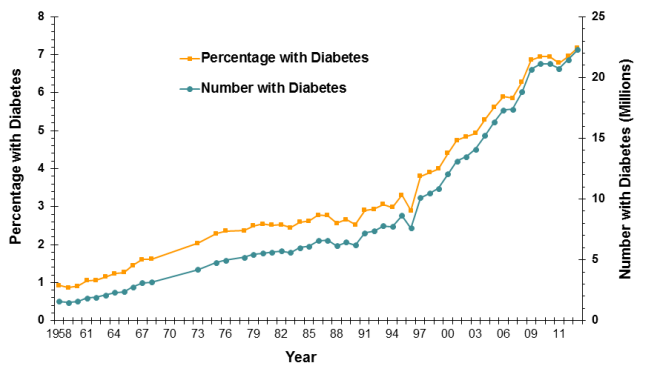 8
7
6
5
4
3
2
1
0
Percentage with Diabetes
Percentage with Diabetes
Number with Diabetes
25
20
15
10
5
0
Number with Diabetes (Millions)
1958 61 64 67 70 73 76 79 82 85 88 91 94 97 00 03 06 09 11
Year